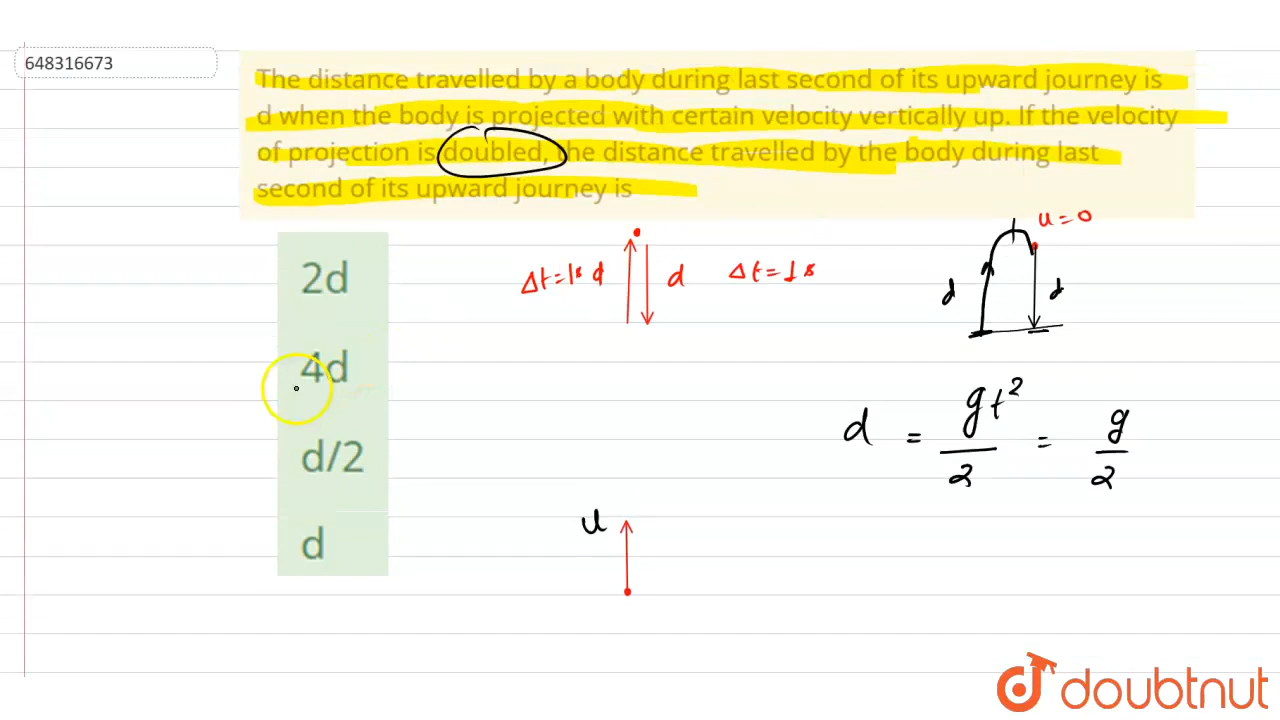 648316673
The distance travelled by a body during last second of its upward journey is
d when the body is projected with certain velocity vertically up. If the velocity
of projection is doubled, the distance travelled by the body during last
second of its upward journey is
u = 0
Δt = 1s d
d
Δt = 1s
d
d
2d
4d
d/2
d
d = gt²/2 = g/2
u
doubtnut